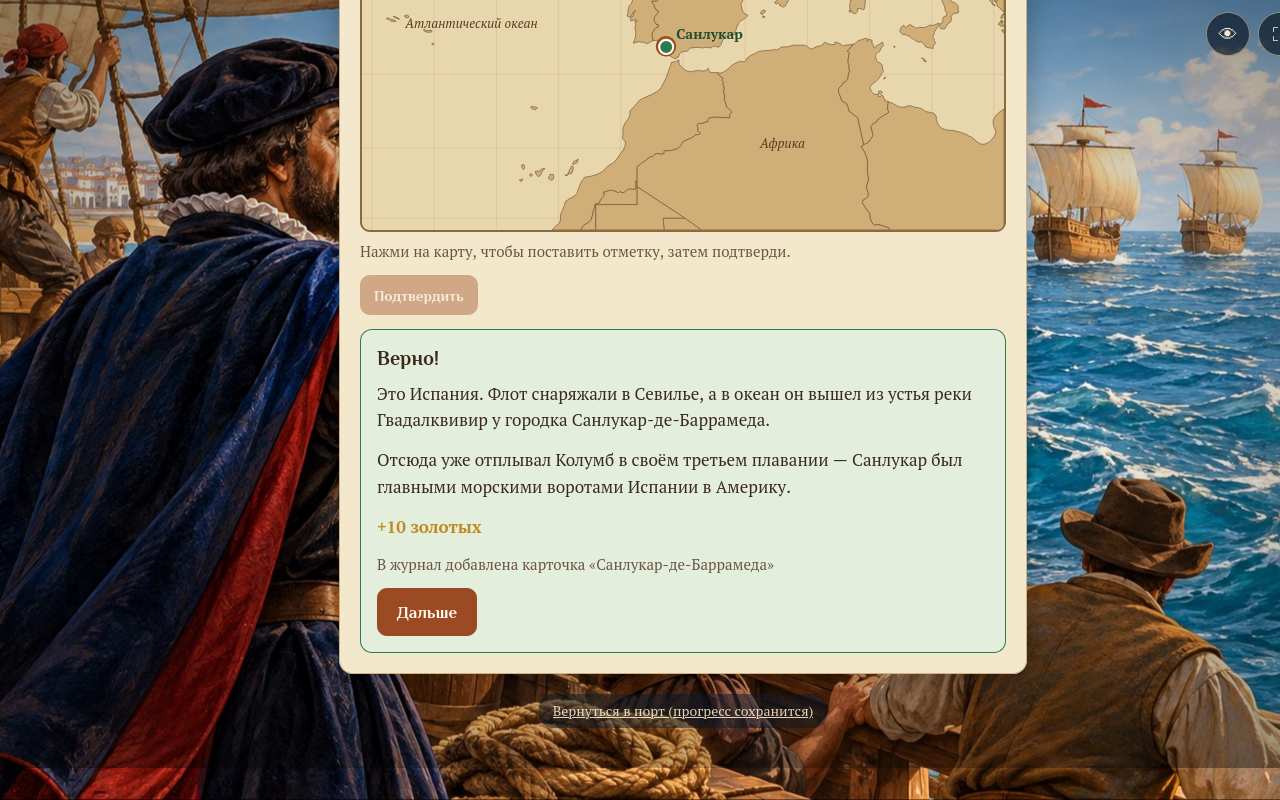 Атлантический океан
Санлукар
Африка
Нажми на карту, чтобы поставить отметку, затем подтверди.
Подтвердить
Верно!
Это Испания. Флот снаряжали в Севилье, а в океан он вышел из устья реки
Гвадалквивир у городка Санлукар-де-Баррамеда.
Отсюда уже отплывал Колумб в своём третьем плавании — Санлукар был
главными морскими воротами Испании в Америку.
+10 золотых
В журнал добавлена карточка «Санлукар-де-Баррамеда»
Дальше
Вернуться в порт (прогресс сохранится)